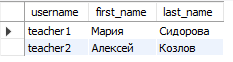 username first_name last_name
teacher1 Мария Сидорова
teacher2 Алексей Козлов